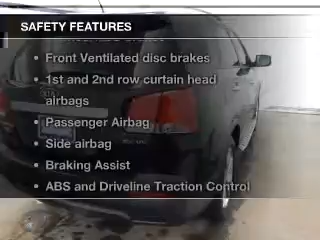 SAFETY FEATURES
• Front Ventilated disc brakes
• 1st and 2nd row curtain head
airbags
• Passenger Airbag
• Side airbag
• Braking Assist
• ABS and Driveline Traction Control